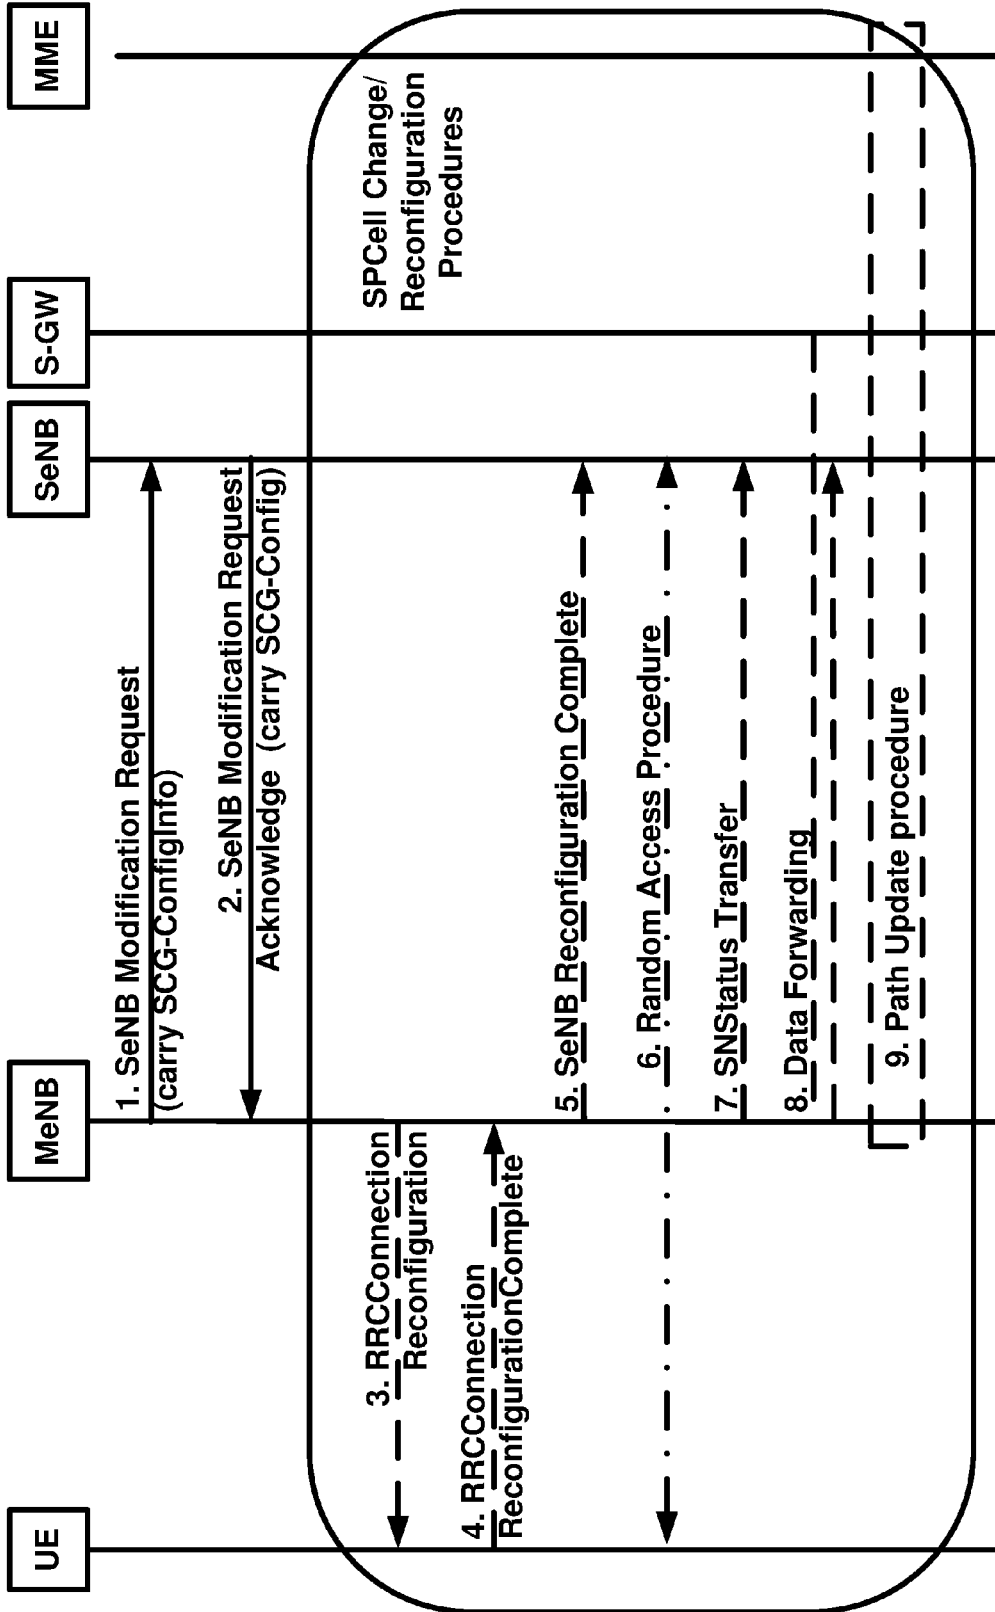 UE
MeNB
SeNB
S-GW
MME
1. SeNB Modification Request
(carry SCG-ConfigInfo)
2. SeNB Modification Request
Acknowledge (carry SCG-Config)
SPCell Change/
Reconfiguration
Procedures
3. RRCConnection
Reconfiguration
4. RRCConnection
ReconfigurationComplete
5. SeNB Reconfiguration Complete
6. Random Access Procedure
7. SNStatus Transfer
8. Data Forwarding
9. Path Update procedure